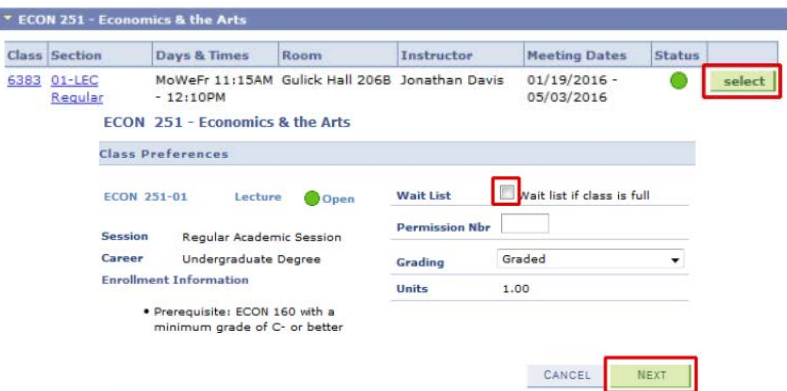 ECON 251 - Economics & the Arts
Class Section Days & Times Room Instructor Meeting Dates Status
6383 01-LEC MoWeFr 11:15AM Gulick Hall 206B Jonathan Davis 01/19/2016 - select
Regular - 12:10PM 05/03/2016
ECON 251 - Economics & the Arts
Class Preferences
ECON 251-01 Lecture Open Wait List Wait list if class is full
Permission Nbr
Session Regular Academic Session
Career Undergraduate Degree Grading Graded
Enrollment Information Units 1.00
• Prerequisite: ECON 160 with a
minimum grade of C- or better
CANCEL NEXT